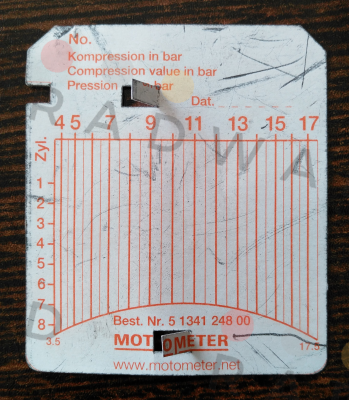 No.
Kompression in bar
Compression value in bar
Pression bar
Dat.
4 5 7 9 11 13 15 17
Zyl.
1
2
3
4
5
6
7
8
3.5 17.5
Best. Nr. 5 1341 248 00
MOTOMETER
www.motometer.net
RADWA